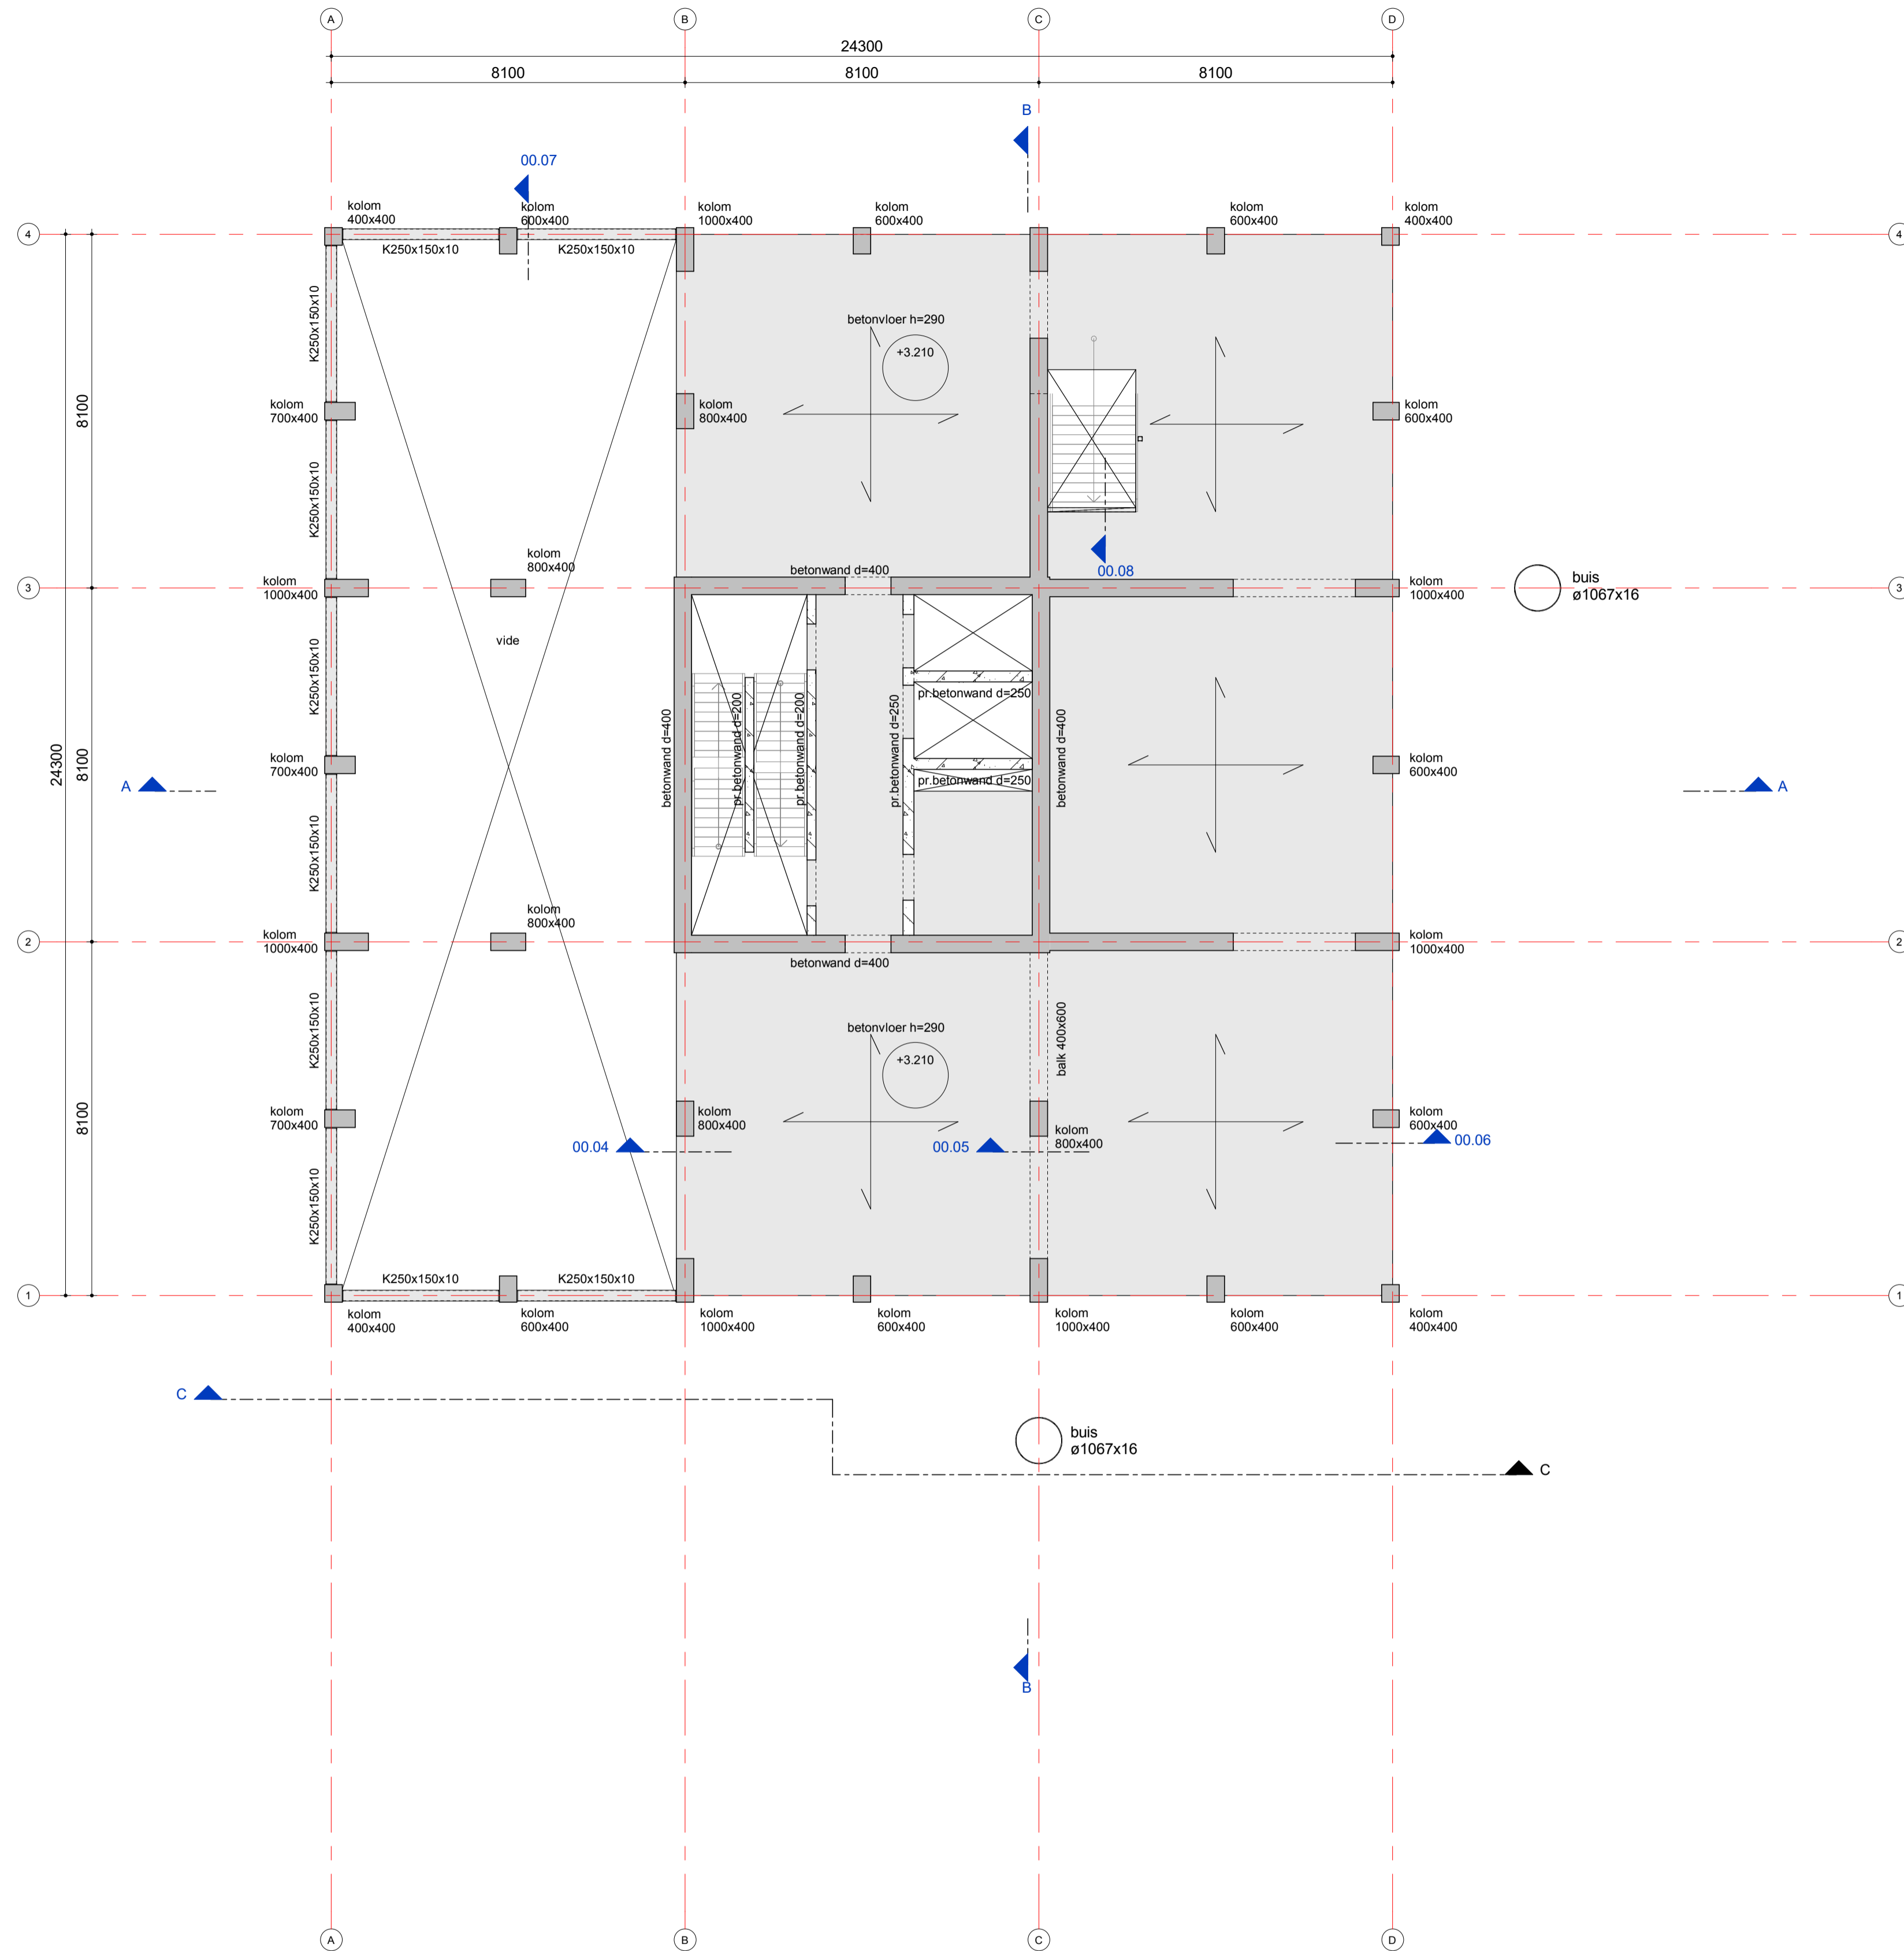 A
B
C
D
24300
8100
8100
8100
B
00.07
kolom
400x400
kolom
600x400
kolom
1000x400
kolom
600x400
kolom
600x400
kolom
400x400
4
4
K250x150x10
K250x150x10
K250x150x10
betonvloer h=290
+3.210
8100
kolom
700x400
kolom
800x400
kolom
600x400
K250x150x10
kolom
800x400
betonwand d=400
00.08
3
kolom
1000x400
kolom
1000x400
buis
ø1067x16
3
vide
K250x150x10
pr.betonwand d=250
betonwand d=400
pr.betonwand d=200
pr.betonwand d=200
pr.betonwand d=250
betonwand d=400
24300
8100
kolom
700x400
kolom
600x400
pr.betonwand d=250
A
A
K250x150x10
kolom
800x400
2
kolom
1000x400
kolom
1000x400
2
betonwand d=400
K250x150x10
betonvloer h=290
balk 400x600
+3.210
8100
kolom
700x400
kolom
800x400
kolom
800x400
kolom
600x400
00.04
00.05
00.06
K250x150x10
K250x150x10
K250x150x10
1
1
kolom
400x400
kolom
600x400
kolom
1000x400
kolom
600x400
kolom
1000x400
kolom
600x400
kolom
400x400
C
buis
ø1067x16
C
B
A
B
C
D